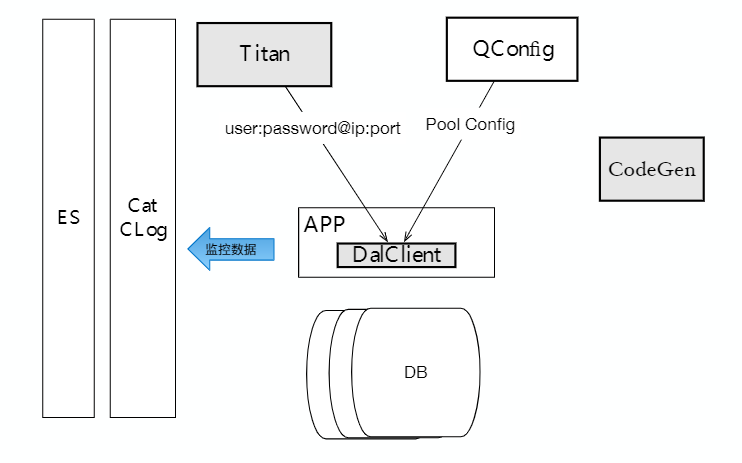 Titan
QConfig
user:password@ip:port
Pool Config
CodeGen
ES
Cat
CLog
监控数据
APP
DalClient
DB